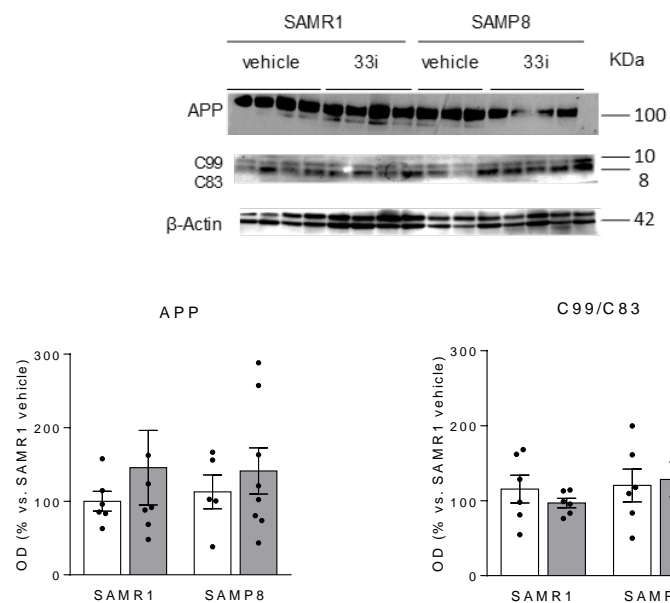 SAMR1 SAMP8
vehicle 33i vehicle 33i KDa
APP 100
C99 10
C83 8
β-Actin 42
APP C99/C83
OD (% vs. SAMR1 vehicle)
300
200
100
0
SAMR1 SAMP8
OD (% vs. SAMR1 vehicle)
300
200
100
0
SAMR1 SAMP